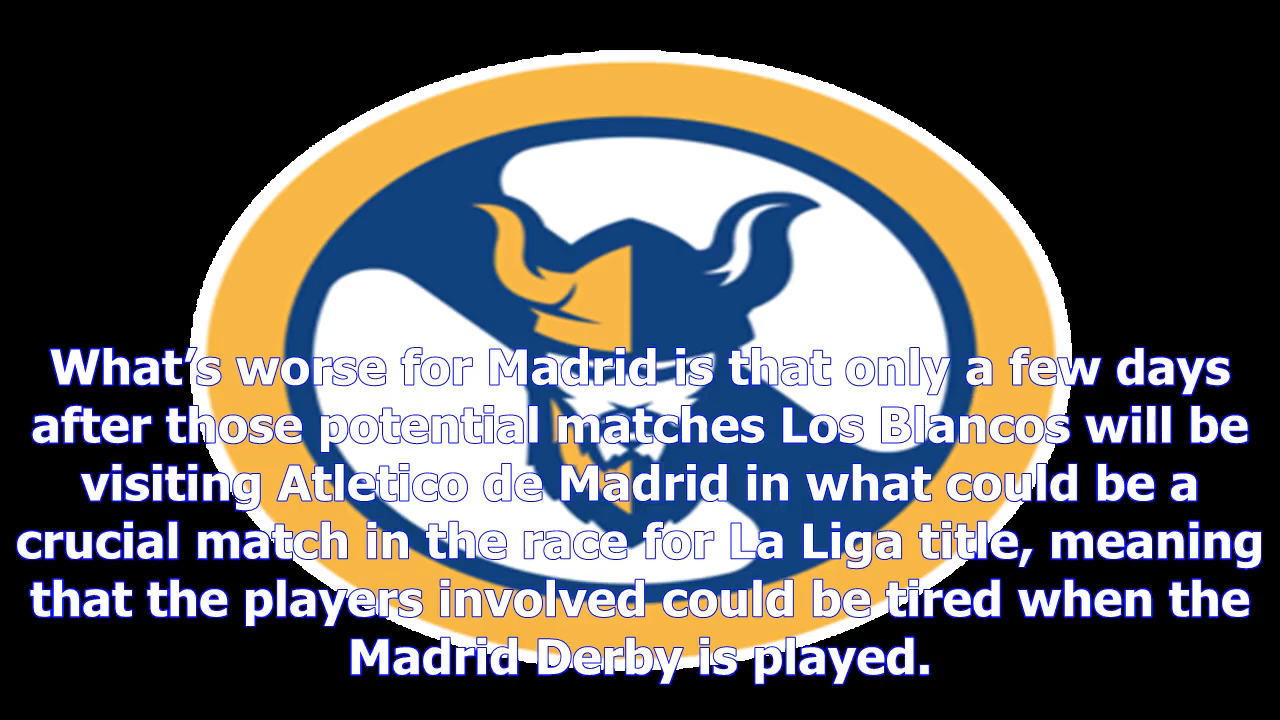 What’s worse for Madrid is that only a few days
after those potential matches Los Blancos will be
visiting Atletico de Madrid in what could be a
crucial match in the race for La Liga title, meaning
that the players involved could be tired when the
Madrid Derby is played.